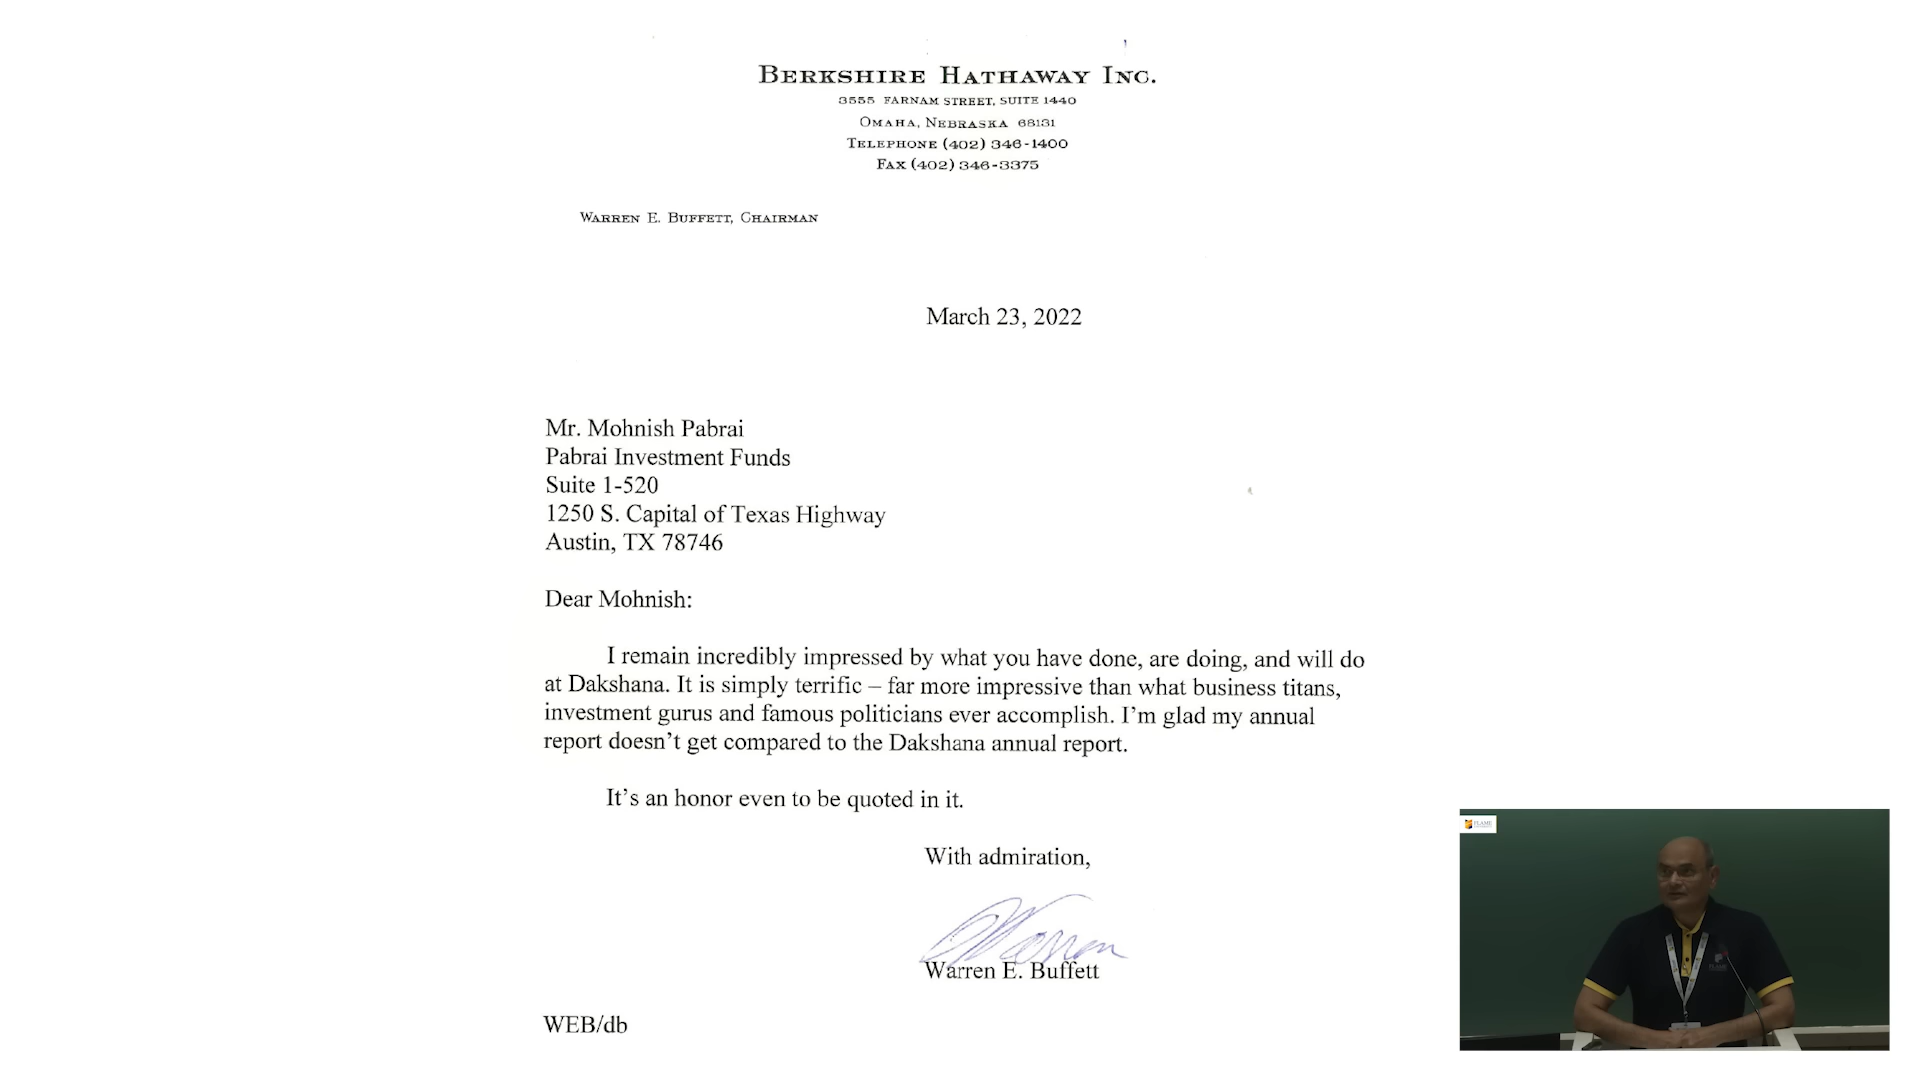 BERKSHIRE HATHAWAY INC.
3555 FARNAM STREET, SUITE 1440
OMAHA, NEBRASKA 68131
TELEPHONE (402) 346-1400
FAX (402) 346-3375
WARREN E. BUFFETT, CHAIRMAN
March 23, 2022
Mr. Mohnish Pabrai
Pabrai Investment Funds
Suite 1-520
1250 S. Capital of Texas Highway
Austin, TX 78746
Dear Mohnish:
I remain incredibly impressed by what you have done, are doing, and will do
at Dakshana. It is simply terrific – far more impressive than what business titans,
investment gurus and famous politicians ever accomplish. I’m glad my annual
report doesn’t get compared to the Dakshana annual report.
It’s an honor even to be quoted in it.
With admiration,
Warren
Warren E. Buffett
WEB/db
FLAME